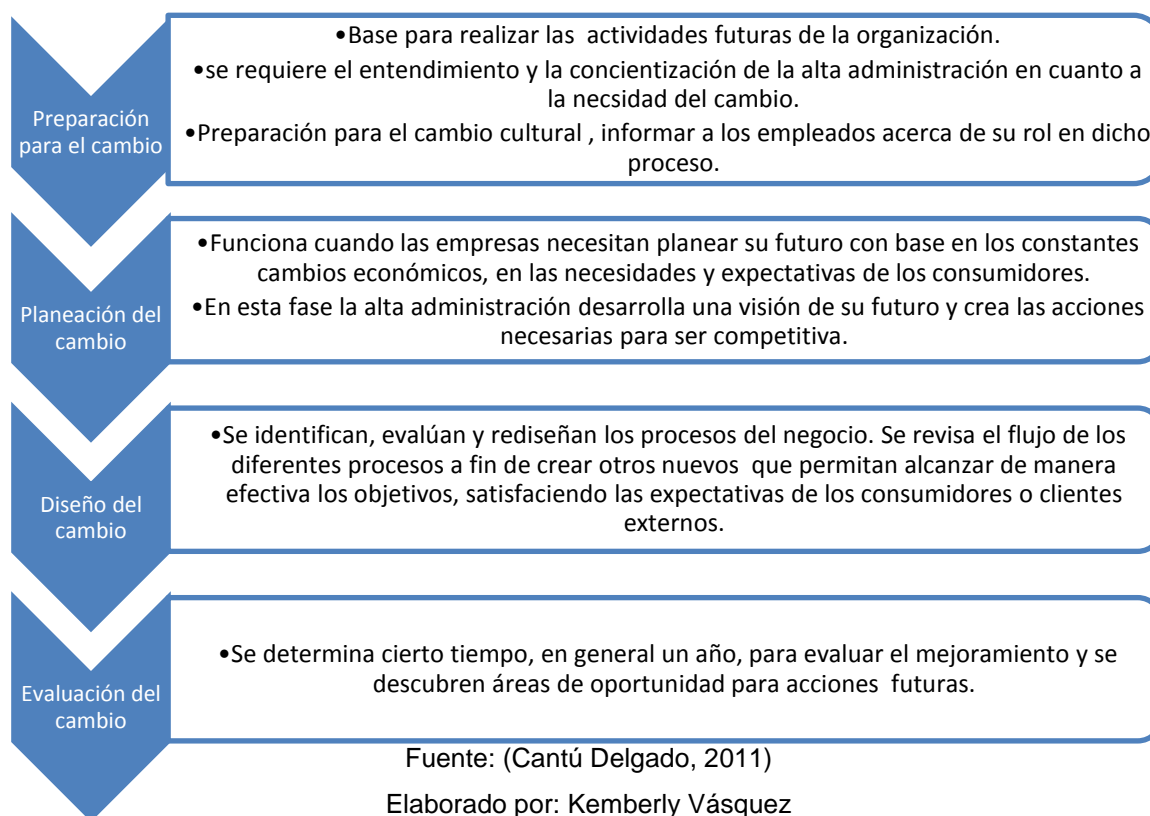 Preparación
para el cambio
•Base para realizar las actividades futuras de la organización.
•se requiere el entendimiento y la concientización de la alta administración en cuanto a
la necsidad del cambio.
•Preparación para el cambio cultural , informar a los empleados acerca de su rol en dicho
proceso.
Planeación del
cambio
•Funciona cuando las empresas necesitan planear su futuro con base en los constantes
cambios económicos, en las necesidades y expectativas de los consumidores.
•En esta fase la alta administración desarrolla una visión de su futuro y crea las acciones
necesarias para ser competitiva.
Diseño del
cambio
•Se identifican, evalúan y rediseñan los procesos del negocio. Se revisa el flujo de los
diferentes procesos a fin de crear otros nuevos que permitan alcanzar de manera
efectiva los objetivos, satisfaciendo las expectativas de los consumidores o clientes
externos.
Evaluación del
cambio
•Se determina cierto tiempo, en general un año, para evaluar el mejoramiento y se
descubren áreas de oportunidad para acciones futuras.
Fuente: (Cantú Delgado, 2011)
Elaborado por: Kemberly Vásquez